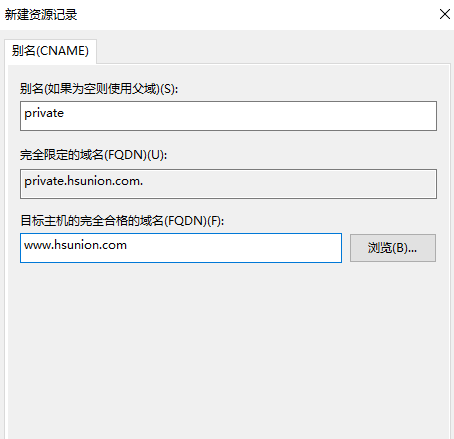 新建资源记录
别名(CNAME)
别名(如果为空则使用父域)(S):
private
完全限定的域名(FQDN)(U):
private.hsunion.com.
目标主机的完全合格的域名(FQDN)(F):
www.hsunion.com
浏览(B)...